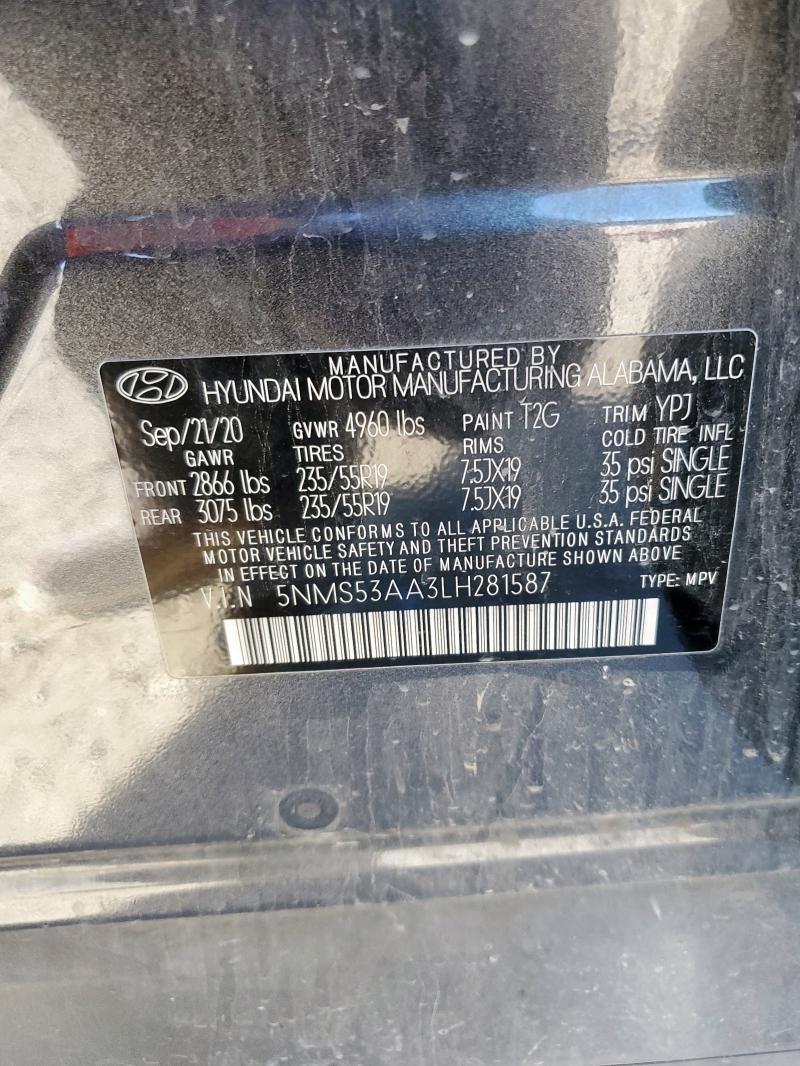 MANUFACTURED BY
HYUNDAI MOTOR MANUFACTURING ALABAMA, LLC
Sep/21/20 GVWR 4960 lbs PAINT T2G TRIM YPJ
GAWR TIRES RIMS COLD TIRE INFL
FRONT 2866 lbs 235/55R19 7.5JX19 35 psi SINGLE
REAR 3075 lbs 235/55R19 7.5JX19 35 psi SINGLE
THIS VEHICLE CONFORMS TO ALL APPLICABLE U.S.A. FEDERAL
MOTOR VEHICLE SAFETY AND THEFT PREVENTION STANDARDS
IN EFFECT ON THE DATE OF MANUFACTURE SHOWN ABOVE
V.I.N 5NMS53AA3LH281587 TYPE: MPV